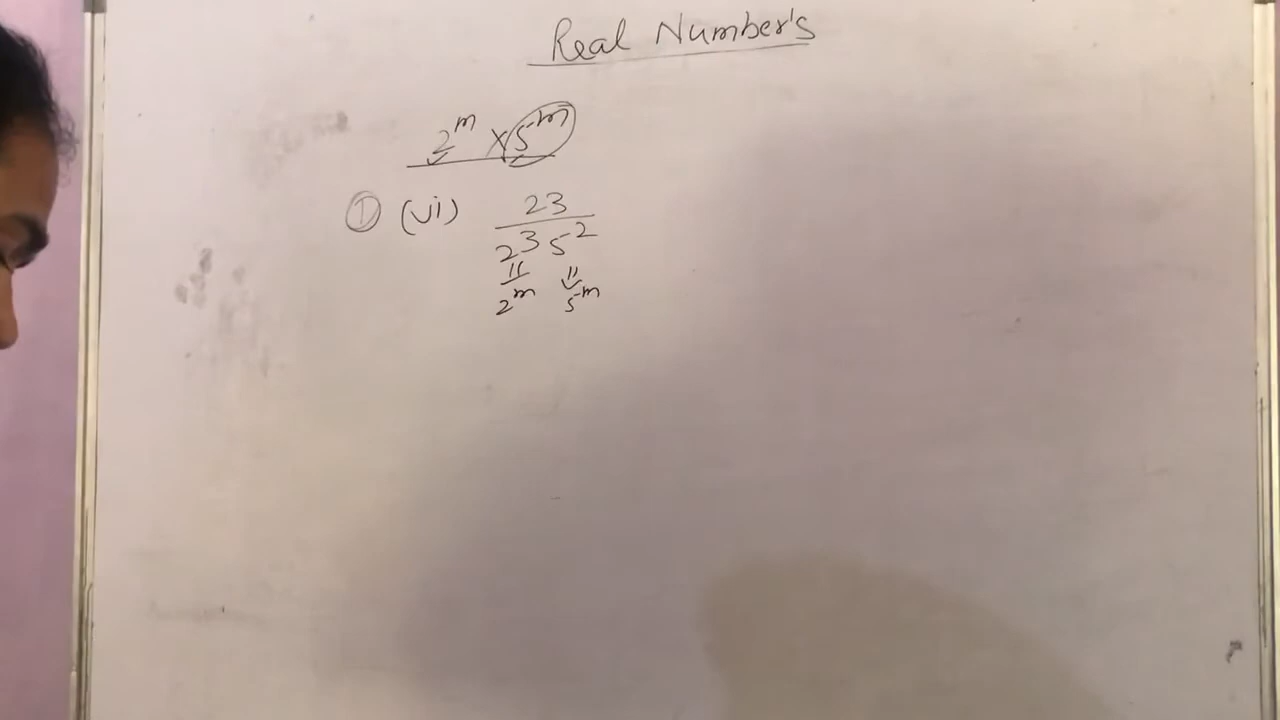 Real Number's
2^m × 5^m
① (vi) 23
2^3 5^2
2^m 5^m